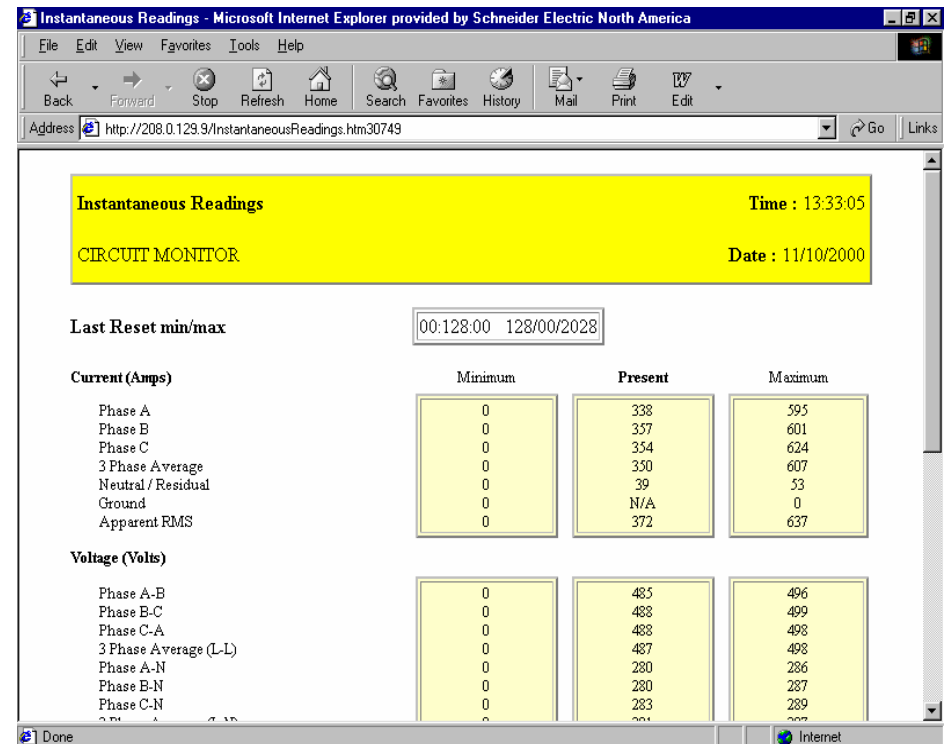 Instantaneous Readings - Microsoft Internet Explorer provided by Schneider Electric North America
File Edit View Favorites Tools Help
Back Forward Stop Refresh Home Search Favorites History Mail Print Edit
Address http://208.0.129.9/InstantaneousReadings.htm30749 Go Links
Instantaneous Readings Time : 13:33:05
CIRCUIT MONITOR Date : 11/10/2000
Last Reset min/max 00:128:00 128/00/2028
Current (Amps) Minimum Present Maximum
Phase A 0 338 595
Phase B 0 357 601
Phase C 0 354 624
3 Phase Average 0 350 607
Neutral / Residual 0 39 53
Ground 0 N/A 0
Apparent RMS 0 372 637
Voltage (Volts)
Phase A-B 0 485 496
Phase B-C 0 488 499
Phase C-A 0 488 498
3 Phase Average (L-L) 0 487 498
Phase A-N 0 280 286
Phase B-N 0 280 287
Phase C-N 0 283 289
Done Internet